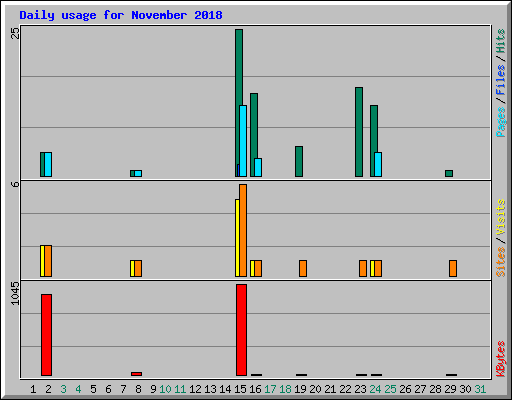 Daily usage for November 2018
25
6
1045
Pages/Files/Hits
Sites/Visits
KBytes
1 2 3 4 5 6 7 8 9 10 11 12 13 14 15 16 17 18 19 20 21 22 23 24 25 26 27 28 29 30 31